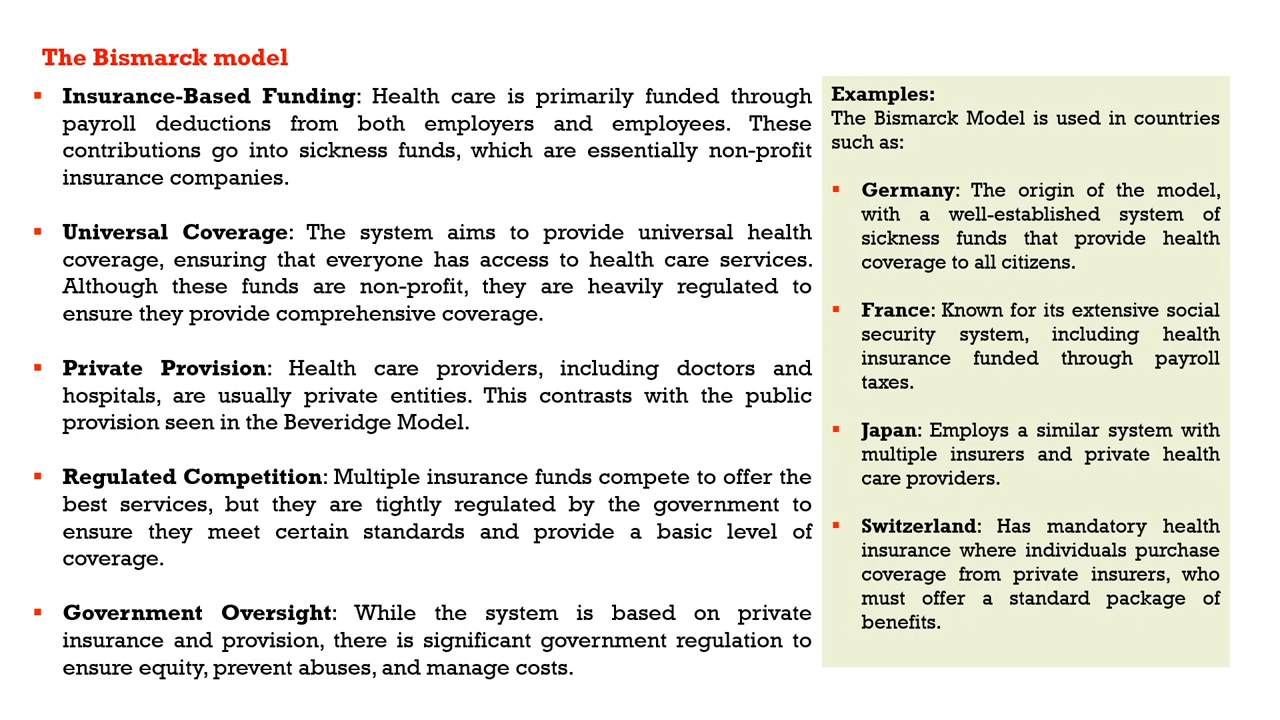 The Bismarck model
▪ Insurance-Based Funding: Health care is primarily funded through
payroll deductions from both employers and employees. These
contributions go into sickness funds, which are essentially non-profit
insurance companies.
▪ Universal Coverage: The system aims to provide universal health
coverage, ensuring that everyone has access to health care services.
Although these funds are non-profit, they are heavily regulated to
ensure they provide comprehensive coverage.
▪ Private Provision: Health care providers, including doctors and
hospitals, are usually private entities. This contrasts with the public
provision seen in the Beveridge Model.
▪ Regulated Competition: Multiple insurance funds compete to offer the
best services, but they are tightly regulated by the government to
ensure they meet certain standards and provide a basic level of
coverage.
▪ Government Oversight: While the system is based on private
insurance and provision, there is significant government regulation to
ensure equity, prevent abuses, and manage costs.
Examples:
The Bismarck Model is used in countries
such as:
▪ Germany: The origin of the model,
with a well-established system of
sickness funds that provide health
coverage to all citizens.
▪ France: Known for its extensive social
security system, including health
insurance funded through payroll
taxes.
▪ Japan: Employs a similar system with
multiple insurers and private health
care providers.
▪ Switzerland: Has mandatory health
insurance where individuals purchase
coverage from private insurers, who
must offer a standard package of
benefits.